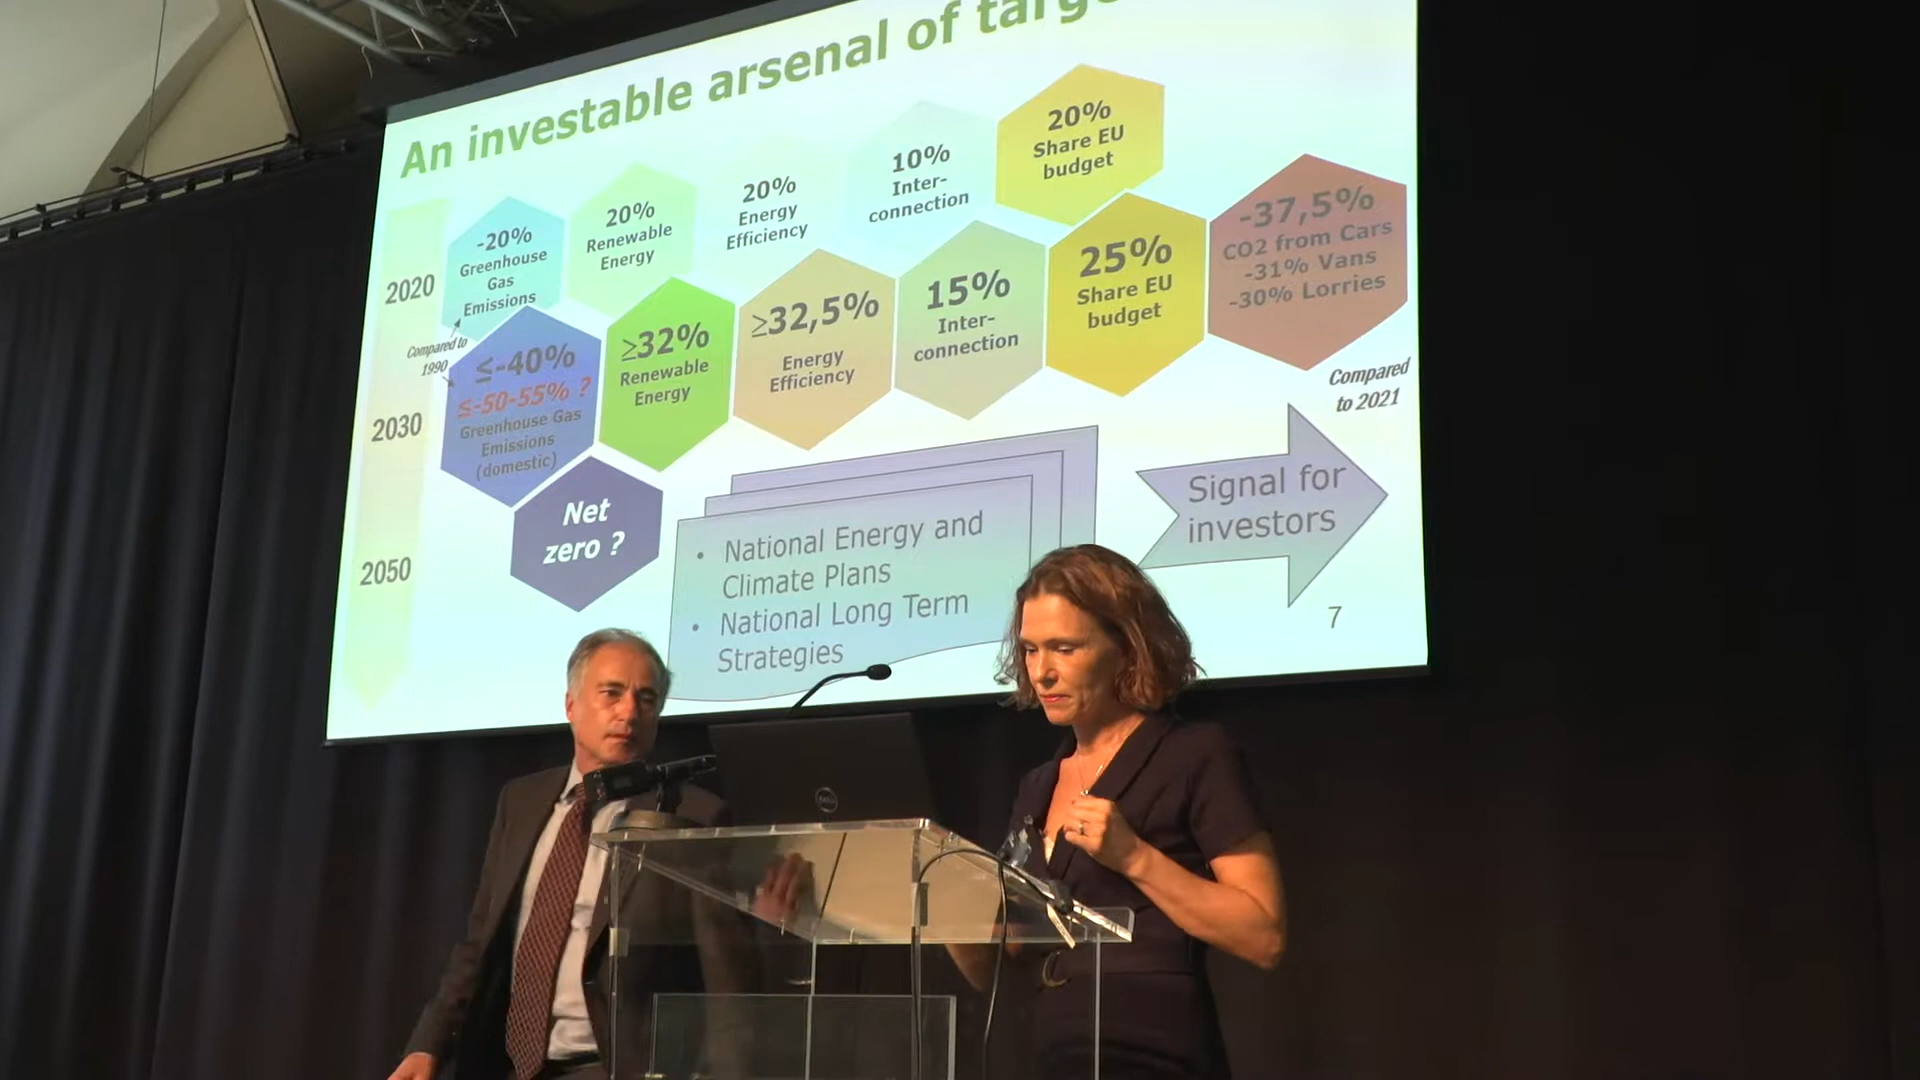 An investable arsenal of
2020
-20%
Greenhouse
Gas
Emissions
20%
Renewable
Energy
20%
Energy
Efficiency
10%
Inter-
connection
20%
Share EU
budget
Compared to
1990
2030
≤-40%
≤-50-55% ?
Greenhouse Gas
Emissions
(domestic)
≥32%
Renewable
Energy
≥32,5%
Energy
Efficiency
15%
Inter-
connection
25%
Share EU
budget
-37,5%
CO2 from Cars
-31% Vans
-30% Lorries
Compared
to 2021
2050
Net
zero ?
• National Energy and
Climate Plans
• National Long Term
Strategies
Signal for
investors
7
DELL